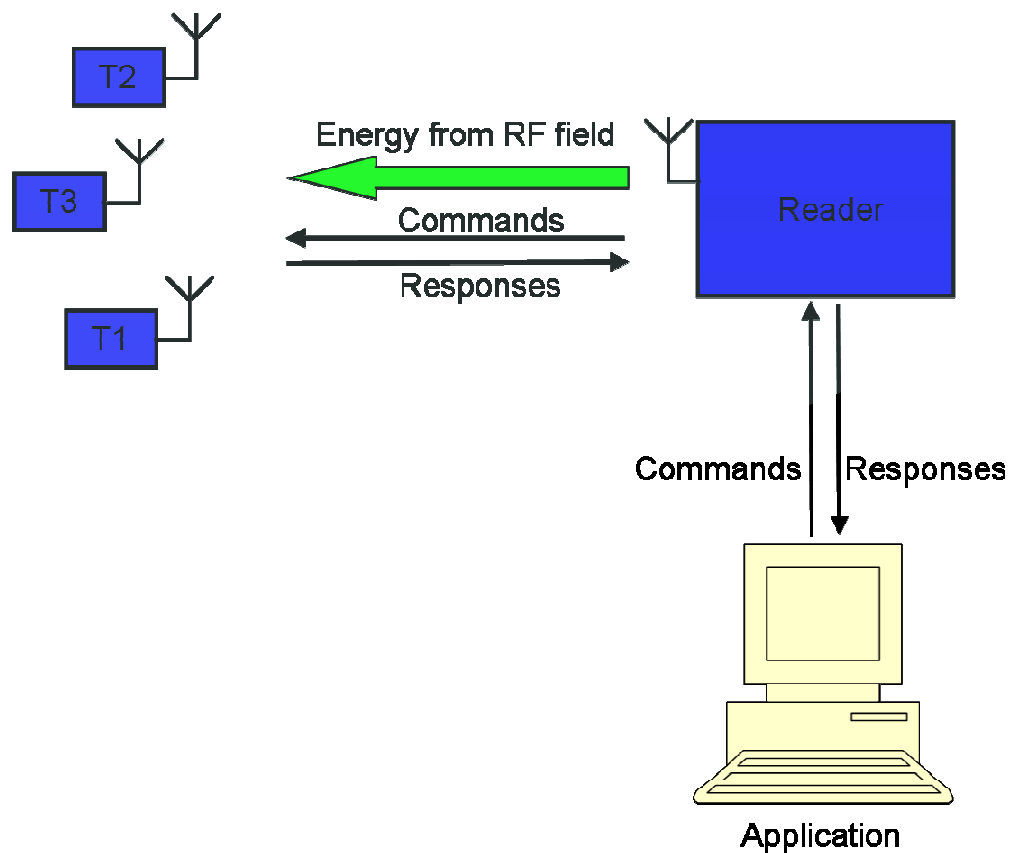 T2
Energy from RF field
T3
Reader
Commands
Responses
T1
Commands
Responses
Application